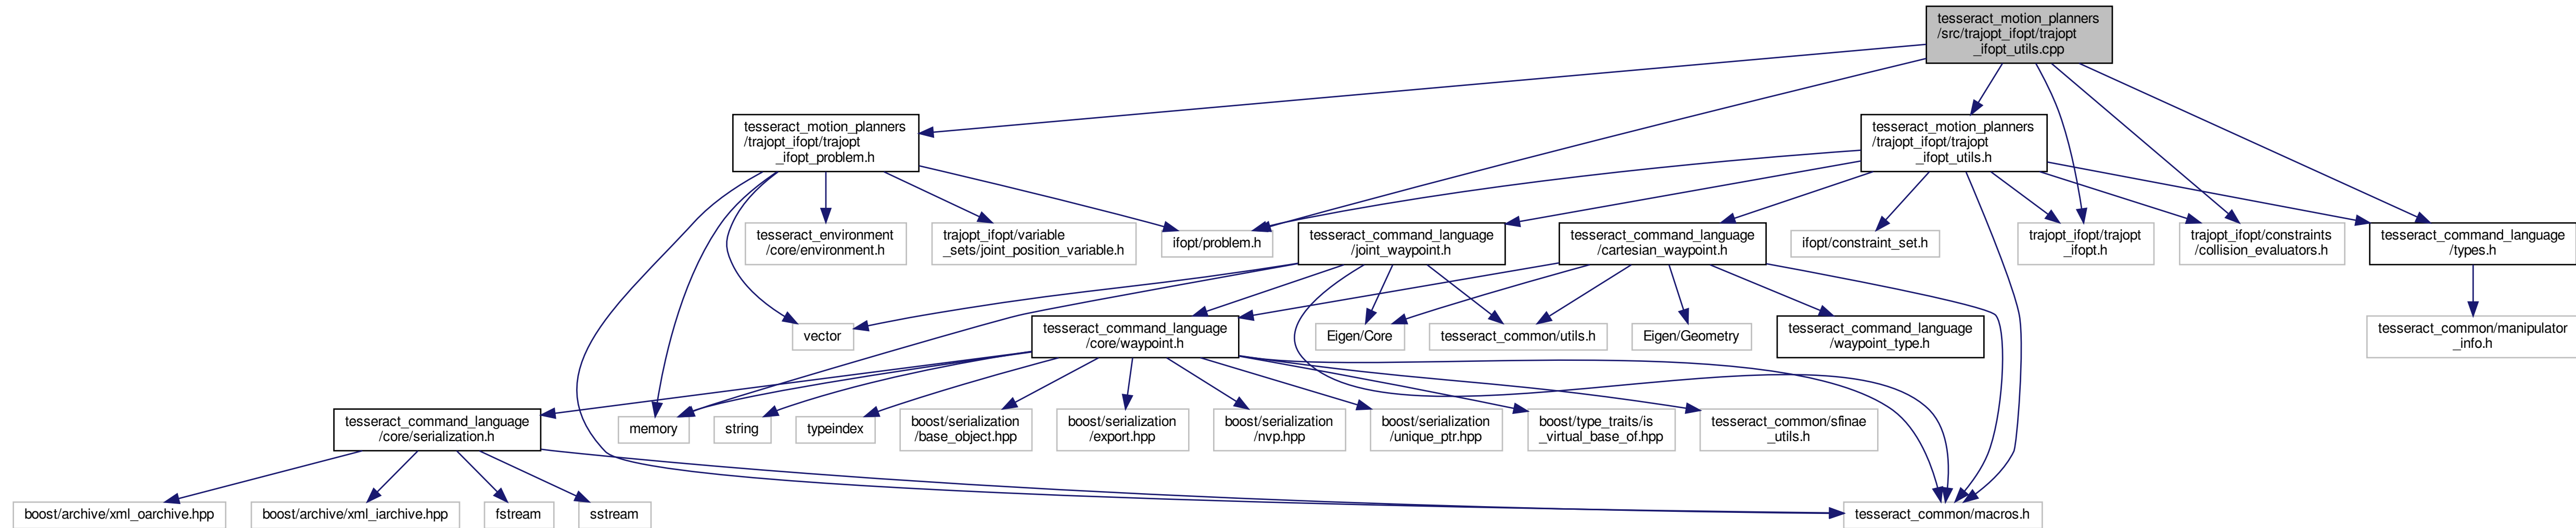 tesseract_motion_planners
/src/trajopt_ifopt/trajopt
_ifopt_utils.cpp
tesseract_motion_planners
/trajopt_ifopt/trajopt
_ifopt_problem.h
tesseract_motion_planners
/trajopt_ifopt/trajopt
_ifopt_utils.h
tesseract_environment
/core/environment.h
trajopt_ifopt/variable
_sets/joint_position_variable.h
ifopt/problem.h
tesseract_command_language
/joint_waypoint.h
tesseract_command_language
/cartesian_waypoint.h
ifopt/constraint_set.h
trajopt_ifopt/trajopt
_ifopt.h
trajopt_ifopt/constraints
/collision_evaluators.h
tesseract_command_language
/types.h
vector
tesseract_command_language
/core/waypoint.h
Eigen/Core
tesseract_common/utils.h
Eigen/Geometry
tesseract_command_language
/waypoint_type.h
tesseract_common/manipulator
_info.h
tesseract_command_language
/core/serialization.h
memory
string
typeindex
boost/serialization
/base_object.hpp
boost/serialization
/export.hpp
boost/serialization
/nvp.hpp
boost/serialization
/unique_ptr.hpp
boost/type_traits/is
_virtual_base_of.hpp
tesseract_common/sfinae
_utils.h
boost/archive/xml_oarchive.hpp
boost/archive/xml_iarchive.hpp
fstream
sstream
tesseract_common/macros.h